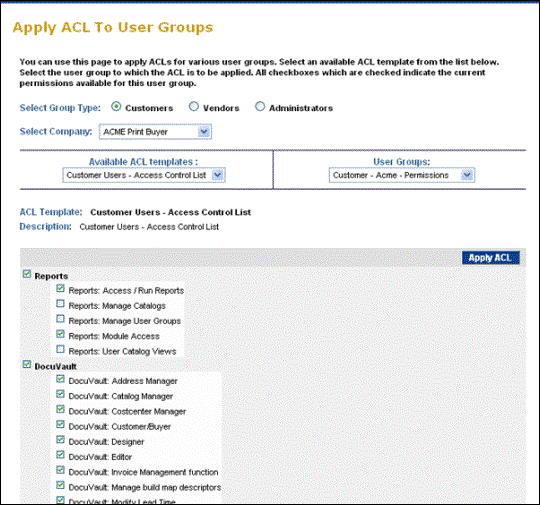 Apply ACL To User Groups
You can use this page to apply ACLs for various user groups. Select an available ACL template from the list below.
Select the user group to which the ACL is to be applied. All checkboxes which are checked indicate the current
permissions available for this user group.
Select Group Type: Customers Vendors Administrators
Select Company: ACME Print Buyer
Available ACL templates : User Groups:
Customer Users - Access Control List Customer - Acme - Permissions
ACL Template: Customer Users - Access Control List
Description: Customer Users - Access Control List
Apply ACL
Reports
Reports: Access / Run Reports
Reports: Manage Catalogs
Reports: Manage User Groups
Reports: Module Access
Reports: User Catalog Views
DocuVault
DocuVault: Address Manager
DocuVault: Catalog Manager
DocuVault: Costcenter Manager
DocuVault: Customer/Buyer
DocuVault: Designer
DocuVault: Editor
DocuVault: Invoice Management function
DocuVault: Manage build map descriptors
DocuVault: Modify Lead Time